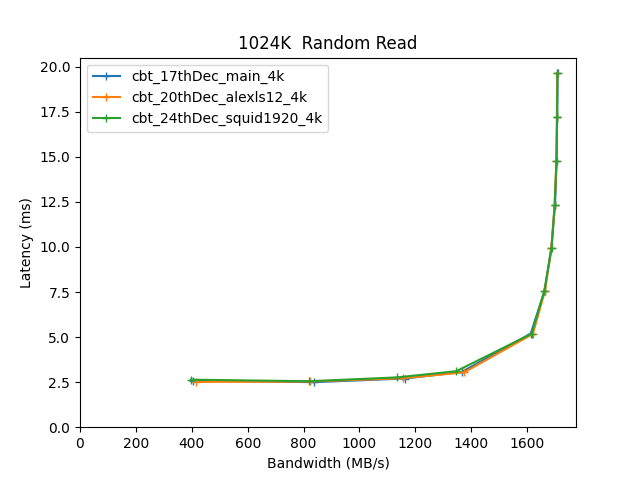 1024K  Random Read
cbt_17thDec_main_4k
cbt_20thDec_alexls12_4k
cbt_24thDec_squid1920_4k
20.0
17.5
15.0
12.5
10.0
7.5
5.0
2.5
0.0
Latency (ms)
0 200 400 600 800 1000 1200 1400 1600
Bandwidth (MB/s)